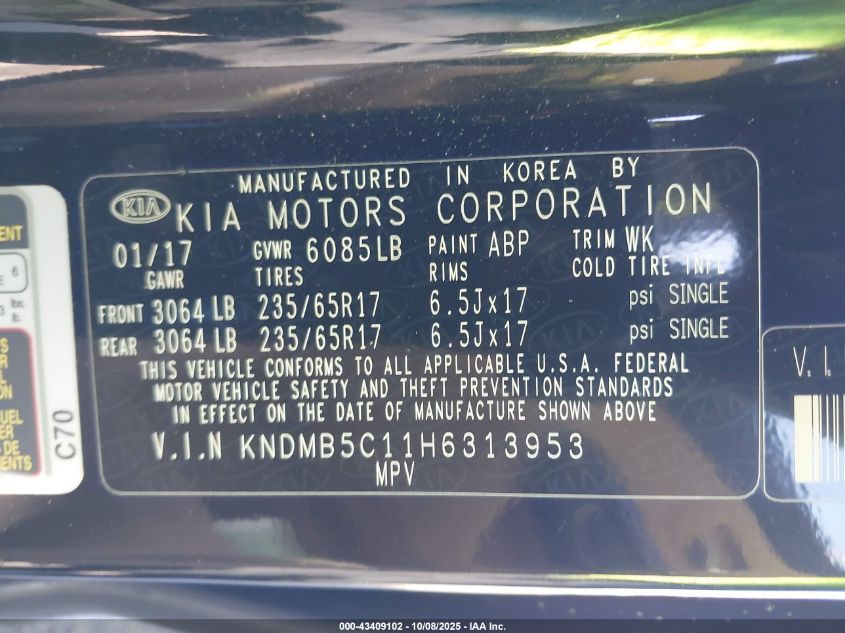 MANUFACTURED IN KOREA BY
KIA KIA MOTORS CORPORATION
01/17 GVWR 6085LB PAINT ABP TRIM WK
GAWR TIRES RIMS COLD TIRE INFL
FRONT 3064 LB 235/65R17 6.5Jx17 psi SINGLE
REAR 3064 LB 235/65R17 6.5Jx17 psi SINGLE
THIS VEHICLE CONFORMS TO ALL APPLICABLE U.S.A. FEDERAL
MOTOR VEHICLE SAFETY AND THEFT PREVENTION STANDARDS
IN EFFECT ON THE DATE OF MANUFACTURE SHOWN ABOVE
V.I.N KNDMB5C11H6313953
MPV
C70
V.I.
000-43409102 - 10/08/2025 - IAA Inc.